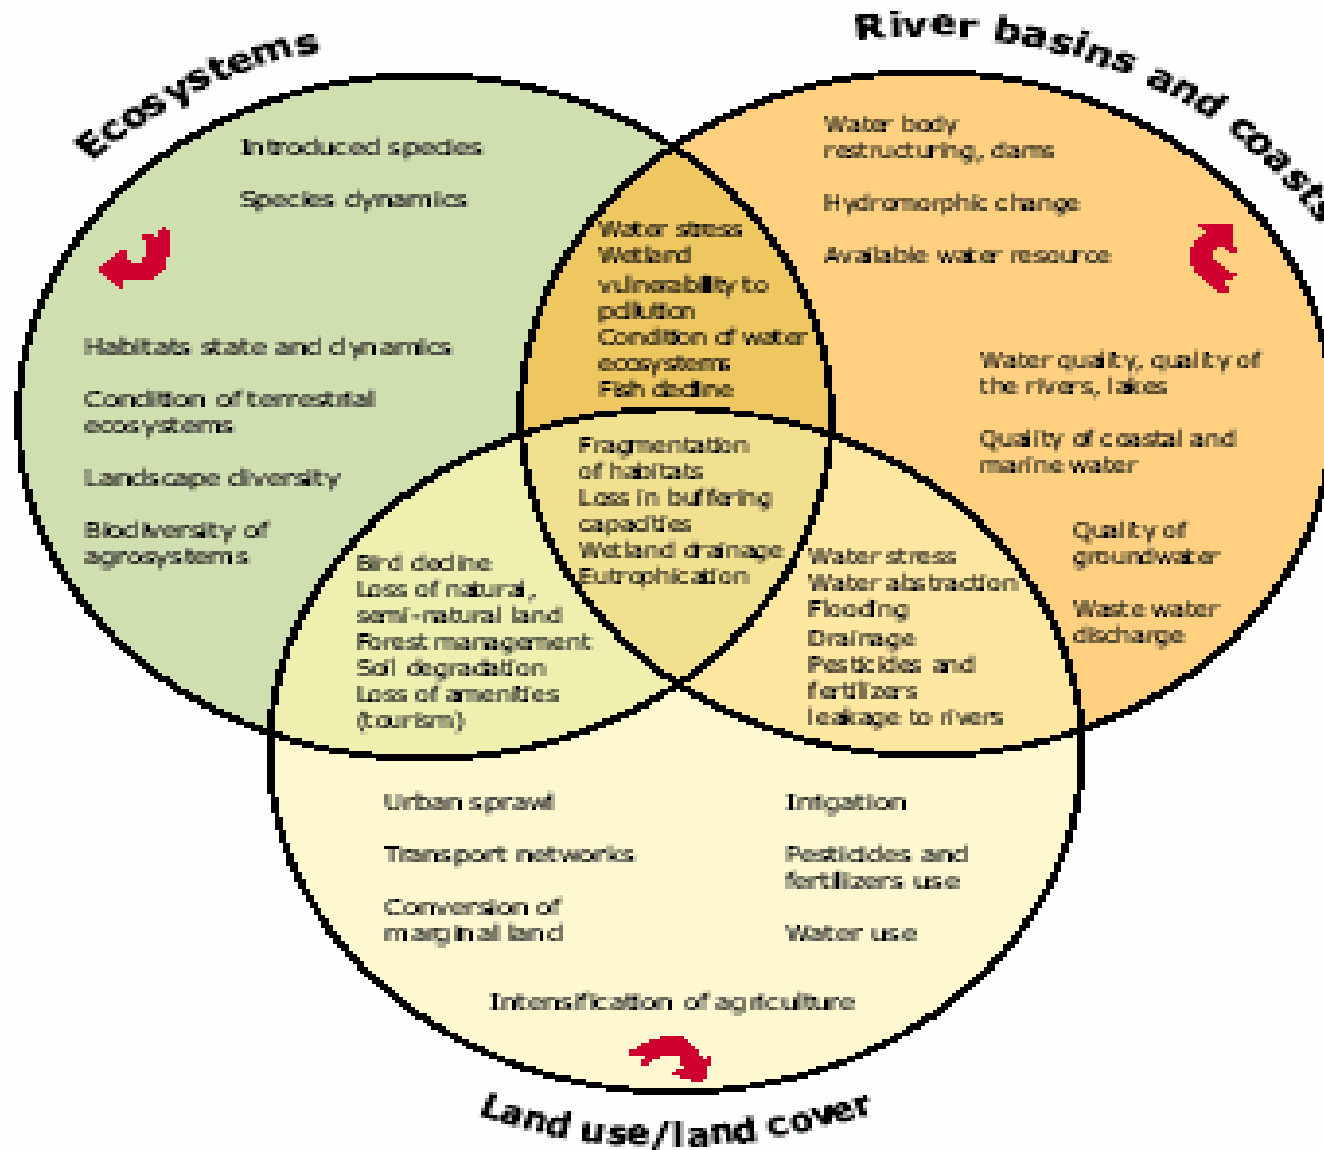 Ecosystems
River basins and coasts
Introduced species
Species dynamics
Habitats state and dynamics
Condition of terrestrial
ecosystems
Landscape diversity
Biodiversity of
agrosystems
Water stress
Wetland
vulnerability to
pollution
Condition of water
ecosystems
Fish decline
Water body
restructuring, dams
Hydromorphic change
Available water resource
Water quality, quality of
the rivers, lakes
Quality of coastal and
marine water
Quality of
groundwater
Waste water
discharge
Fragmentation
of habitats
Loss in buffering
capacities
Wetland drainage
Eutrophication
Bird decline
Loss of natural,
semi-natural land
Forest management
Soil degradation
Loss of amenities
(tourism)
Water stress
Water abstraction
Flooding
Drainage
Pesticides and
fertilizers
leakage to rivers
Urban sprawl
Transport networks
Conversion of
marginal land
Irrigation
Pesticides and
fertilizers use
Water use
Intensification of agriculture
Land use/land cover